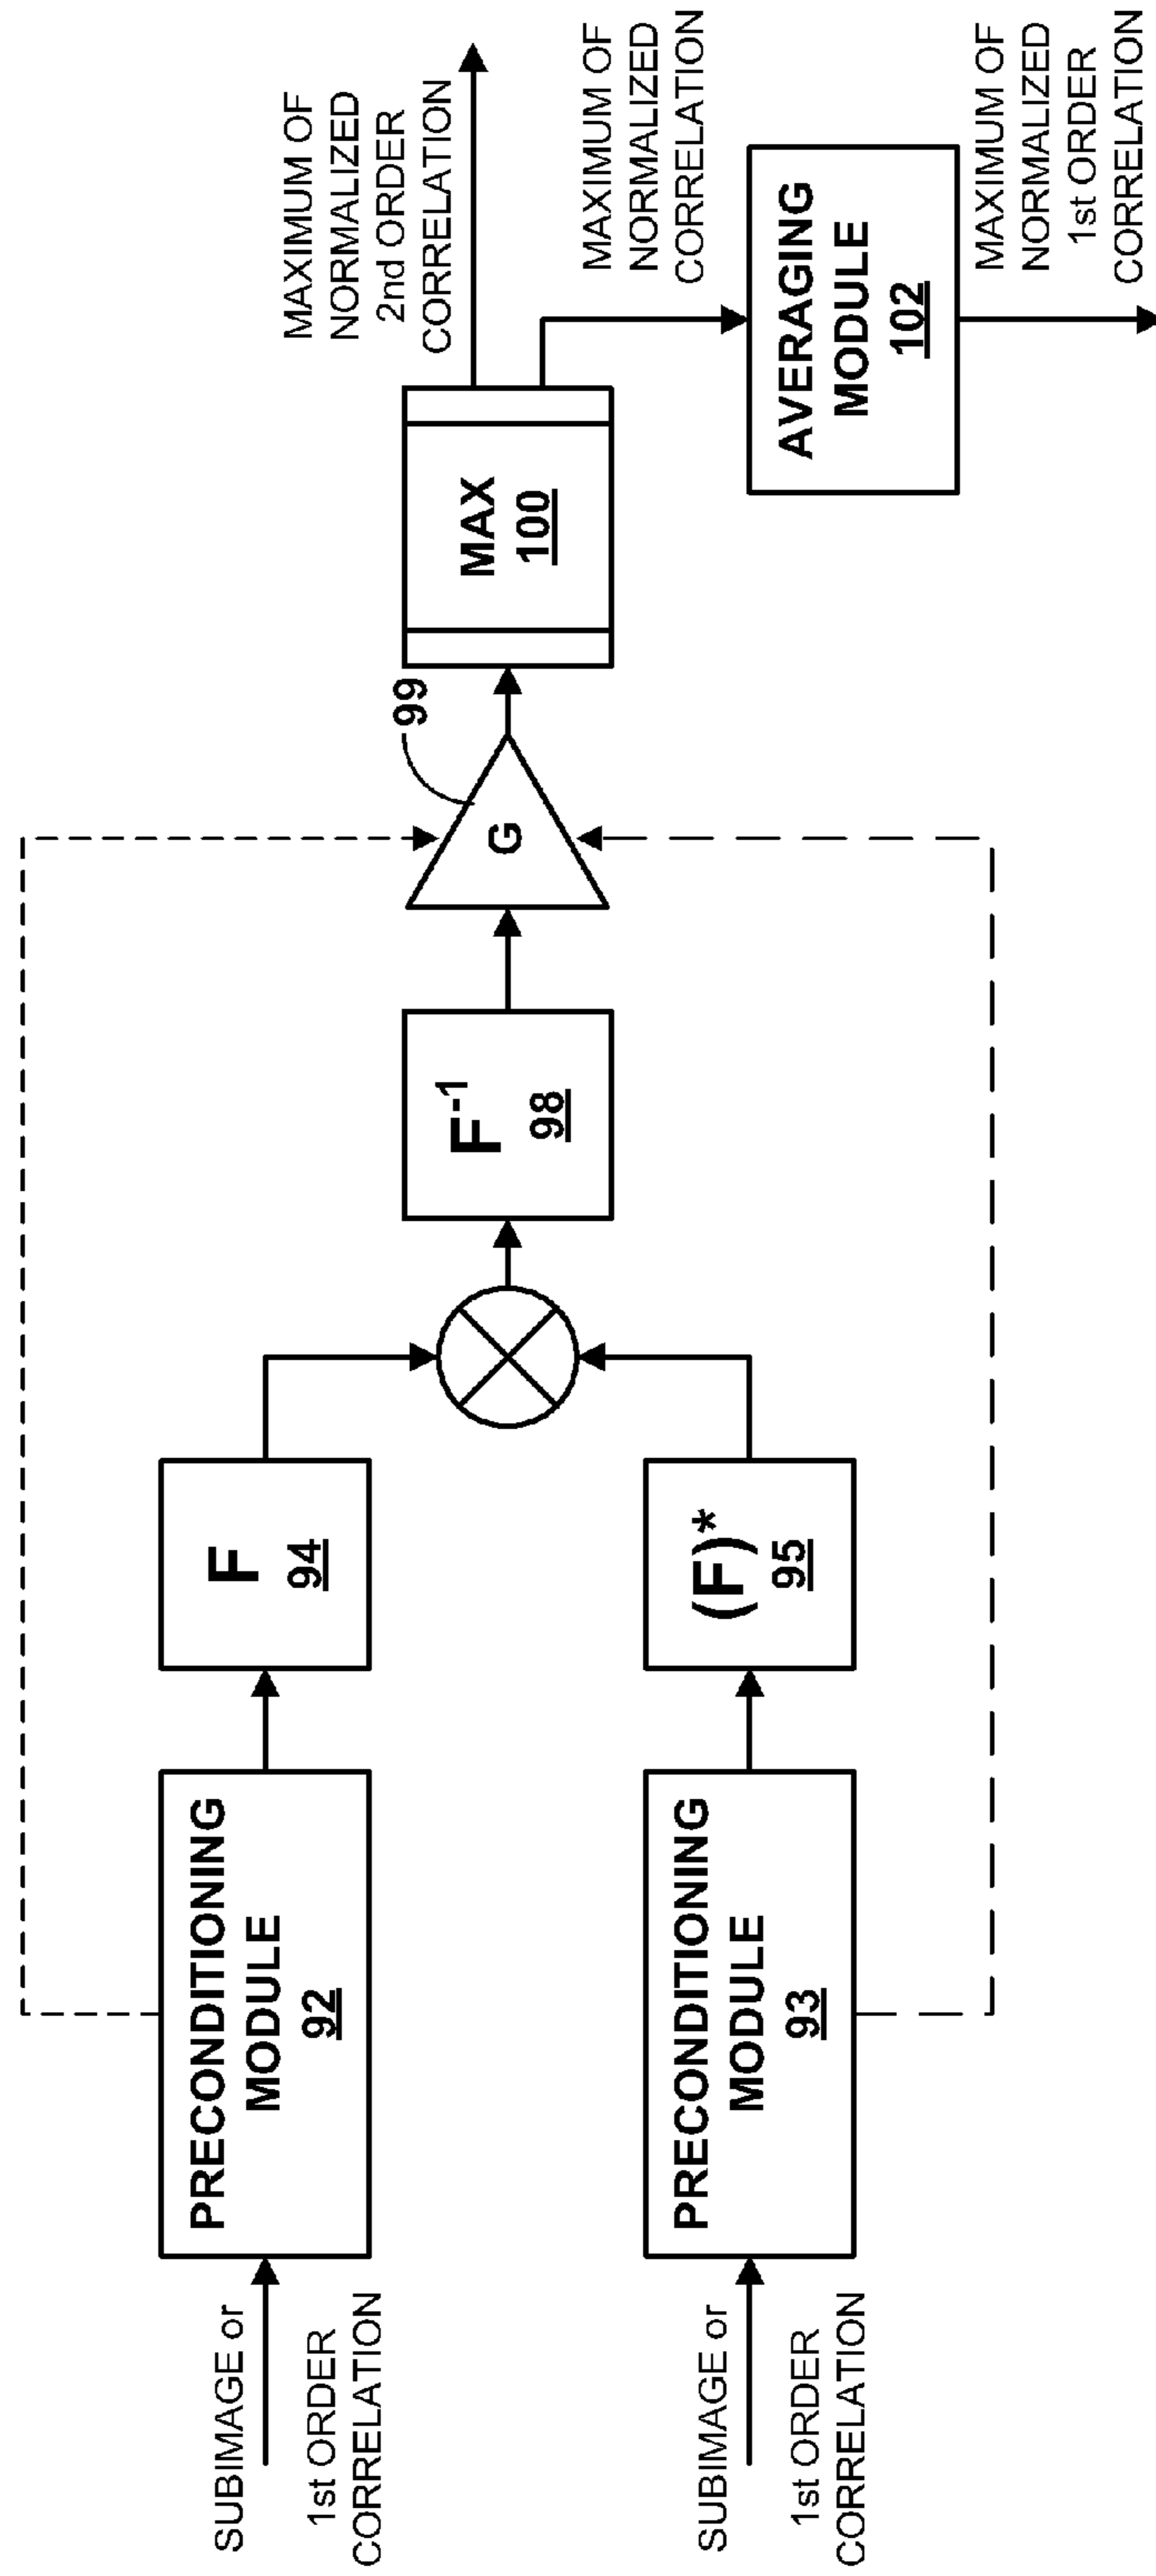 SUBIMAGE or
1st ORDER
CORRELATION
PRECONDITIONING
MODULE
92
F
94
SUBIMAGE or
1st ORDER
CORRELATION
PRECONDITIONING
MODULE
93
(F)*
95
F-1
98
G
99
MAX
100
MAXIMUM OF
NORMALIZED
2nd ORDER
CORRELATION
MAXIMUM OF
NORMALIZED
CORRELATION
AVERAGING
MODULE
102
MAXIMUM OF
NORMALIZED
1st ORDER
CORRELATION